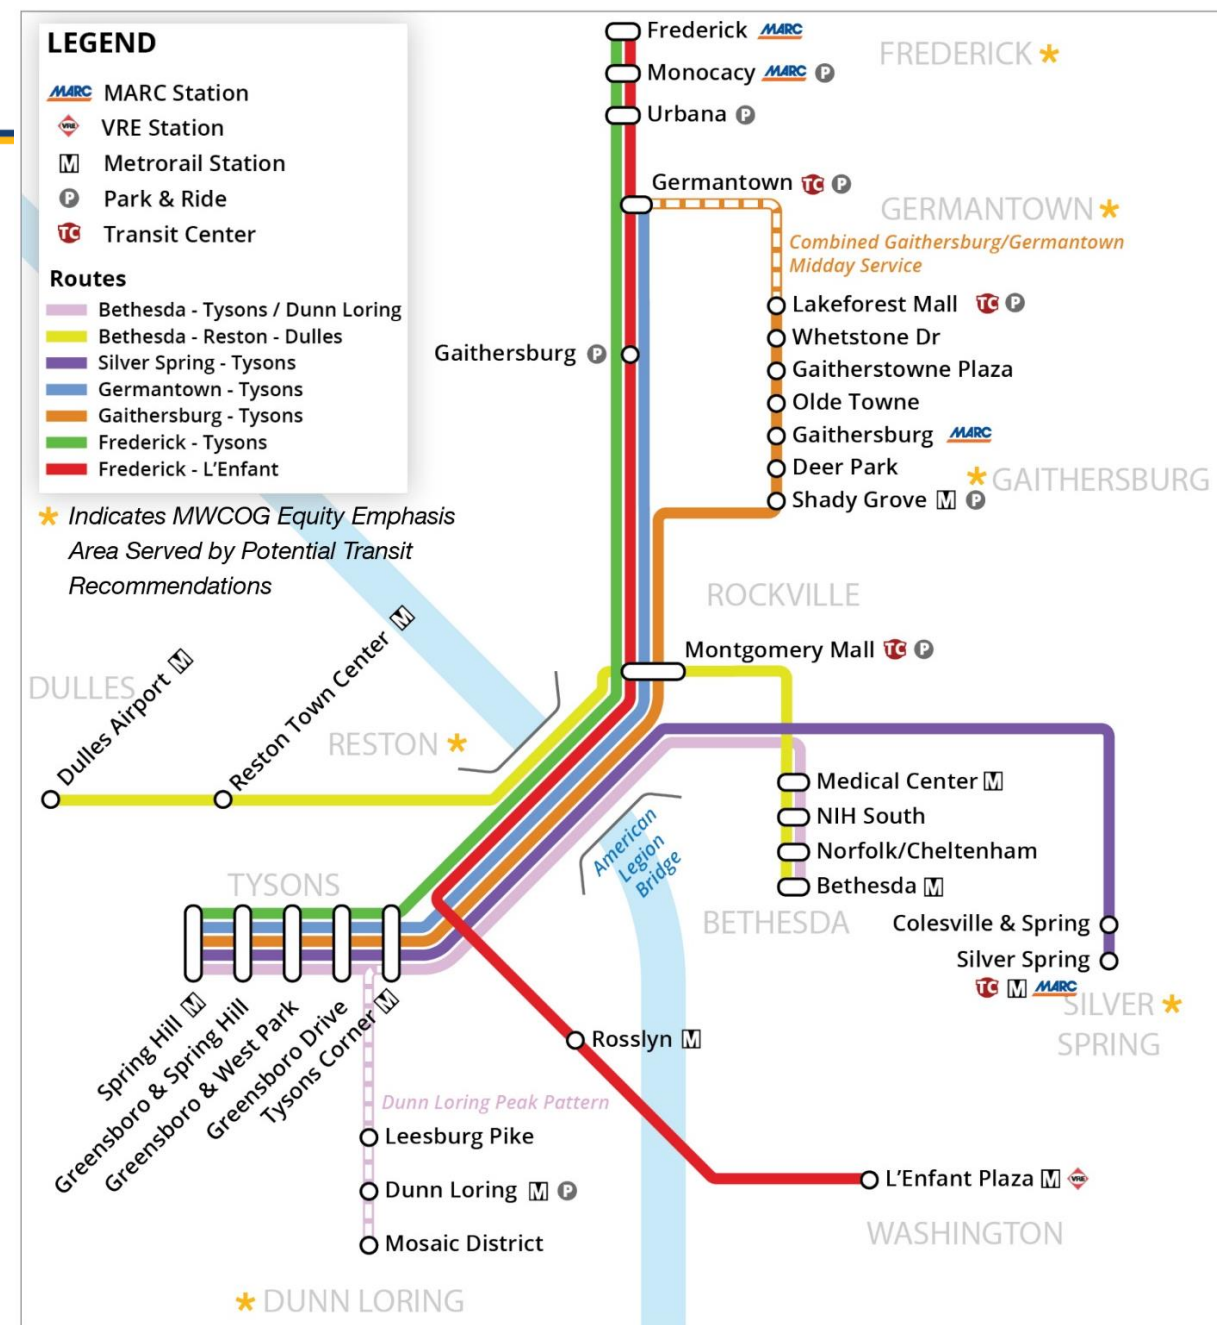 LEGEND
MARC MARC Station
VRE VRE Station
M Metrorail Station
P Park & Ride
TC Transit Center
Routes
Bethesda - Tysons / Dunn Loring
Bethesda - Reston - Dulles
Silver Spring - Tysons
Germantown - Tysons
Gaithersburg - Tysons
Frederick - Tysons
Frederick - L'Enfant
* Indicates MWCOG Equity Emphasis
Area Served by Potential Transit
Recommendations
Frederick MARC
FREDERICK *
Monocacy MARC P
Urbana P
Germantown TC P
GERMANTOWN *
Combined Gaithersburg/Germantown
Midday Service
Lakeforest Mall TC P
Whetstone Dr
Gaithersburg P
Gaitherstowne Plaza
Olde Towne
Gaithersburg MARC
Deer Park
* GAITHERSBURG
Shady Grove M P
ROCKVILLE
Montgomery Mall TC P
DULLES
Dulles Airport M
Reston Town Center M
RESTON *
Medical Center M
NIH South
Norfolk/Cheltenham
Bethesda M
American
Legion
Bridge
TYSONS
BETHESDA
Colesville & Spring
Silver Spring
TC M MARC
SILVER *
SPRING
Spring Hill M
Greensboro & Spring Hill
Greensboro & West Park
Greensboro Drive
Tysons Corner M
Rosslyn M
Dunn Loring Peak Pattern
Leesburg Pike
L'Enfant Plaza M VRE
Dunn Loring M P
WASHINGTON
Mosaic District
* DUNN LORING